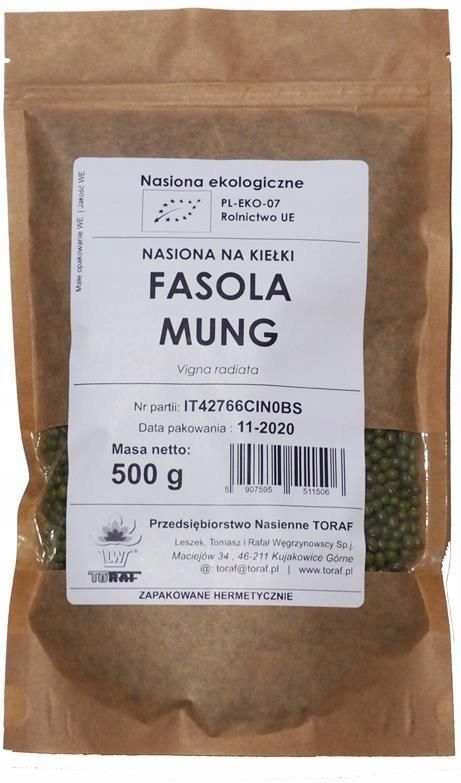 Nasiona ekologiczne
PL-EKO-07
Rolnictwo UE
Małe opakowanie WE | Jakość WE
NASIONA NA KIEŁKI
FASOLA
MUNG
Vigna radiata
Nr partii: IT42766CIN0BS
Data pakowania : 11-2020
Masa netto:
500 g
5 907595 511506
Przedsiębiorstwo Nasienne TORAF
Leszek, Tomasz i Rafał Węgrzynowscy Sp.j.
Maciejów 34 , 46-211 Kujakowice Górne
@: toraf@toraf.pl | www.toraf.pl
LW
TORAF
ZAPAKOWANE HERMETYCZNIE